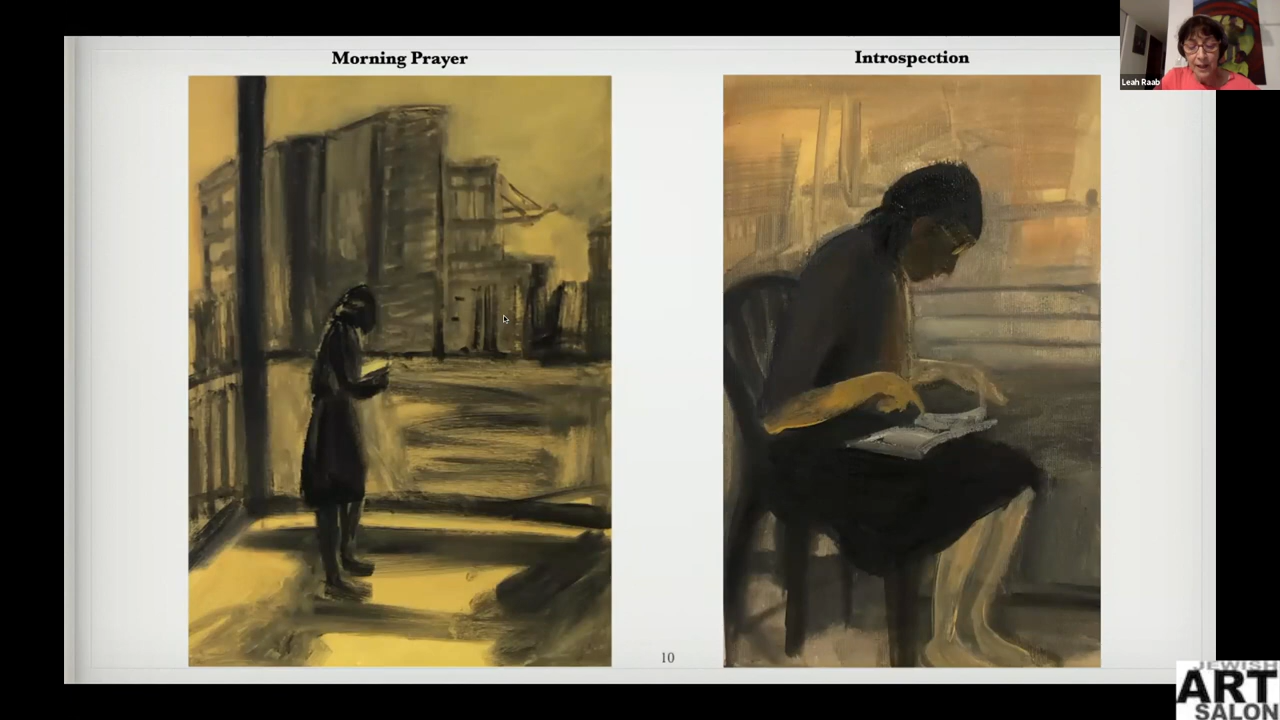 Morning Prayer
Introspection
Leah Raab
10
JEWISH
ART
SALON